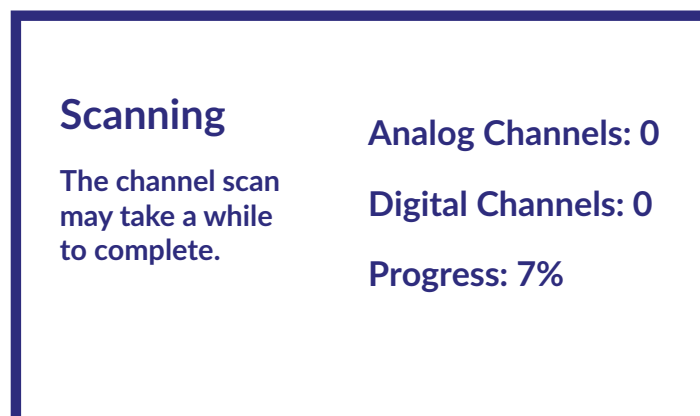 Scanning
The channel scan
may take a while
to complete.
Analog Channels: 0
Digital Channels: 0
Progress: 7%